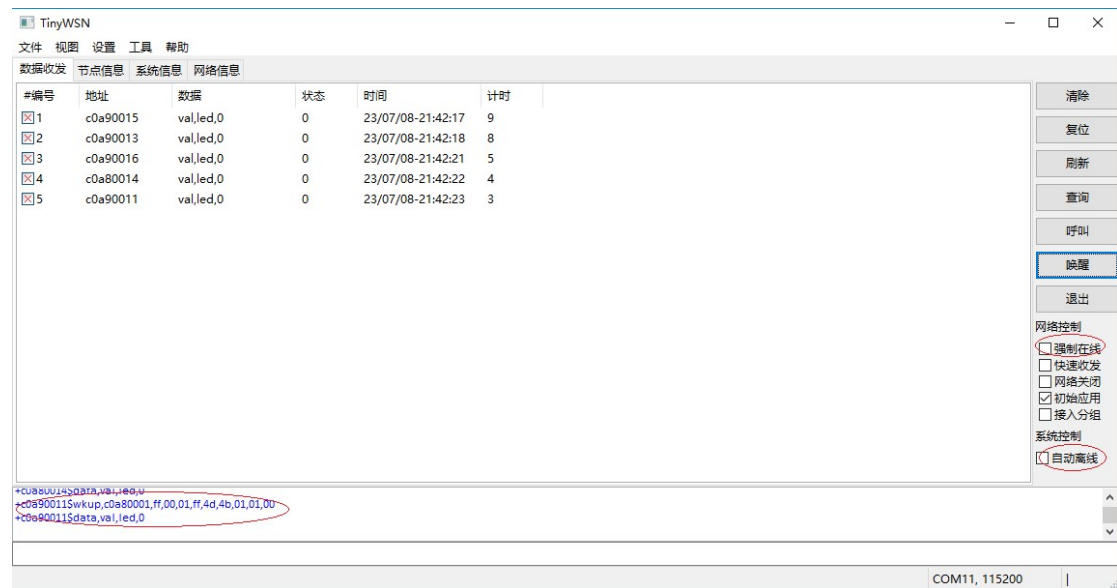 TinyWSN
文件 视图 设置 工具 帮助
数据收发 节点信息 系统信息 网络信息
#编号 地址 数据 状态 时间 计时
1 c0a90015 val,led,0 0 23/07/08-21:42:17 9
2 c0a90013 val,led,0 0 23/07/08-21:42:18 8
3 c0a90016 val,led,0 0 23/07/08-21:42:21 5
4 c0a80014 val,led,0 0 23/07/08-21:42:22 4
5 c0a90011 val,led,0 0 23/07/08-21:42:23 3
清除
复位
刷新
查询
呼叫
唤醒
退出
网络控制
强制在线
快速收发
网络关闭
初始应用
接入分组
系统控制
自动离线
+c0a80014$data,val,led,0
+c0a90011$wkup,c0a80001,ff,00,01,ff,4d,4b,01,01,00
+c0a90011$data,val,led,0
COM11, 115200